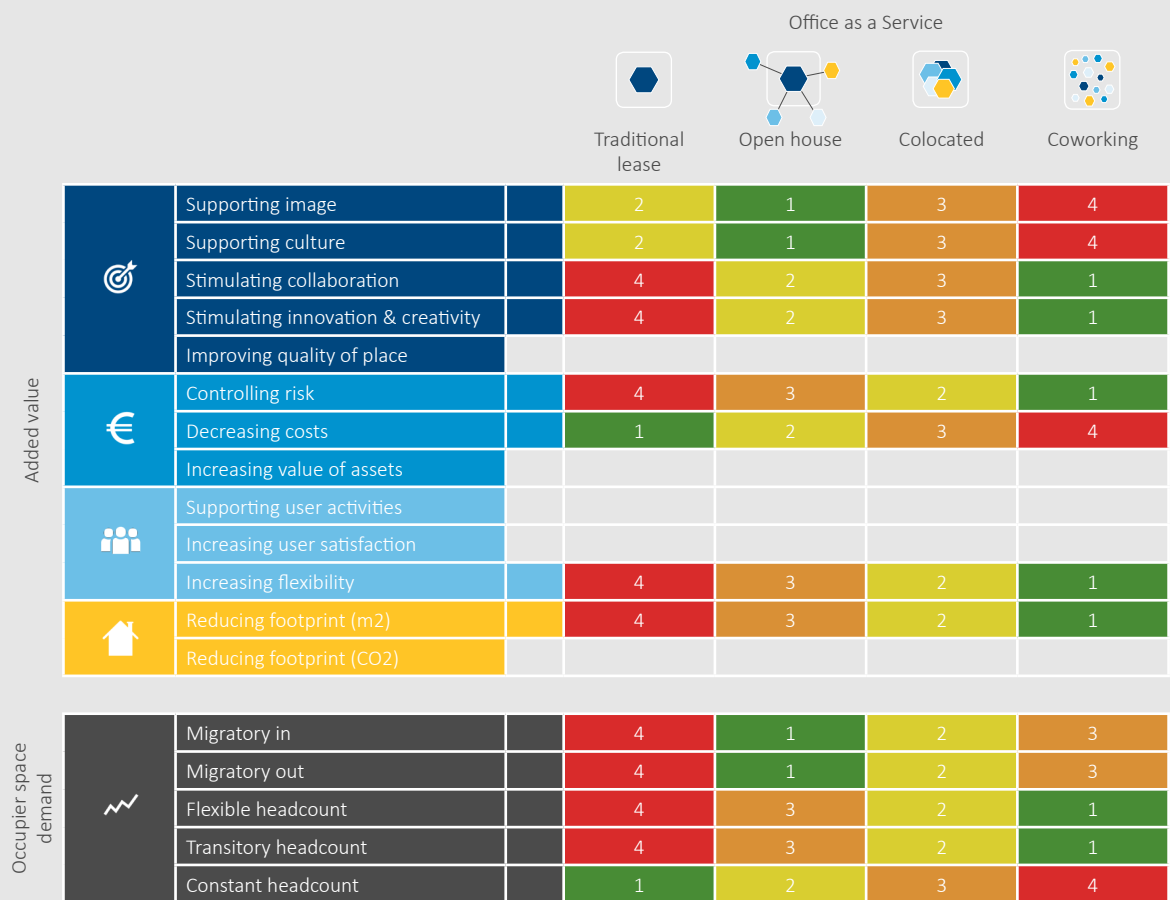 Office as a Service
Traditional
lease
Open house
Colocated
Coworking
Added value
Supporting image 2 1 3 4
Supporting culture 2 1 3 4
Stimulating collaboration 4 2 3 1
Stimulating innovation & creativity 4 2 3 1
Improving quality of place
€
Controlling risk 4 3 2 1
Decreasing costs 1 2 3 4
Increasing value of assets
Supporting user activities
Increasing user satisfaction
Increasing flexibility 4 3 2 1
Reducing footprint (m2) 4 3 2 1
Reducing footprint (CO2)
Occupier space
demand
Migratory in 4 1 2 3
Migratory out 4 1 2 3
Flexible headcount 4 3 2 1
Transitory headcount 4 3 2 1
Constant headcount 1 2 3 4